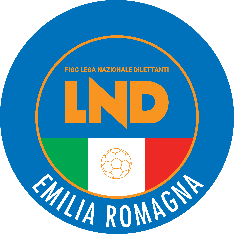 FIGC LEGA NAZIONALE DILETTANTI
LND
EMILIA ROMAGNA